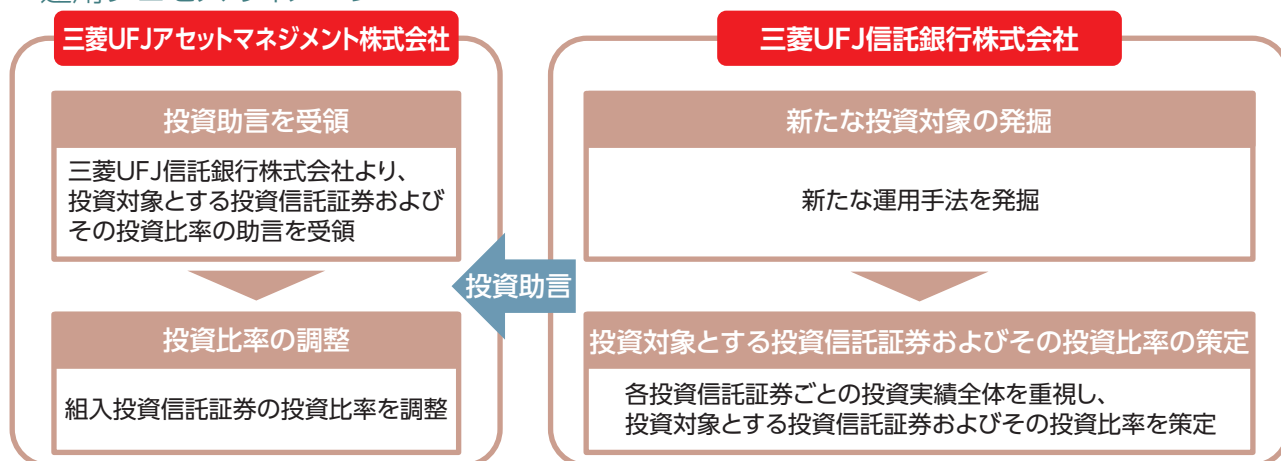 三菱UFJアセットマネジメント株式会社
投資助言を受領
三菱UFJ信託銀行株式会社より、
投資対象とする投資信託証券および
その投資比率の助言を受領
投資比率の調整
組入投資信託証券の投資比率を調整
投資助言
三菱UFJ信託銀行株式会社
新たな投資対象の発掘
新たな運用手法を発掘
投資対象とする投資信託証券およびその投資比率の策定
各投資信託証券ごとの投資実績全体を重視し、
投資対象とする投資信託証券およびその投資比率を策定